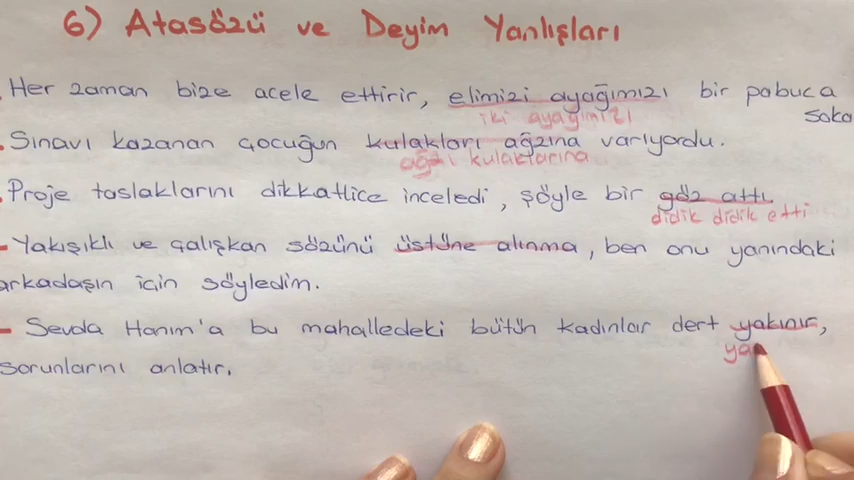 6) Atasözü ve Deyim Yanlışları
Her zaman bize acele ettirir, elimizi ayağımızı bir pabuca
iki ayağımızı
soka
Sınavı kazanan çocuğun kulakları ağzına varıyordu.
ağzı kulaklarına
Proje taslaklarını dikkatlice inceledi, şöyle bir göz attı
didik didik etti
- Yakışıklı ve çalışkan sözünü üstüne alınma, ben onu yanındaki
arkadaşın için söyledim.
- Sevda Hanım'a bu mahalledeki bütün kadınlar dert yakınır,
ya
sorunlarını anlatır.